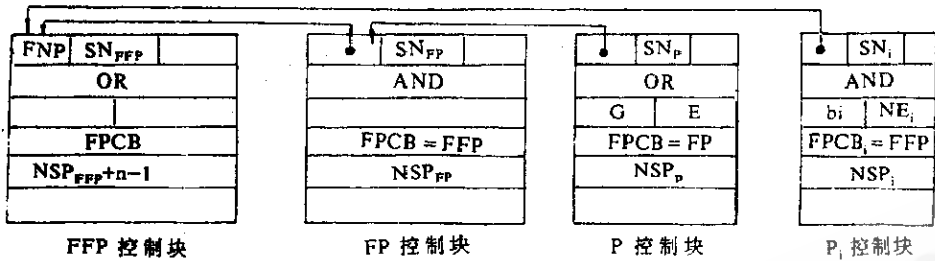 FNP SN_FFP SN_FP SN_P SN_i
OR AND OR AND
G E bi NE_i
FPCB FPCB = FFP FPCB = FP FPCB_i = FFP
NSP_FFP+n-1 NSP_FP NSP_P NSP_i
FFP 控制块 FP 控制块 P 控制块 P_i 控制块